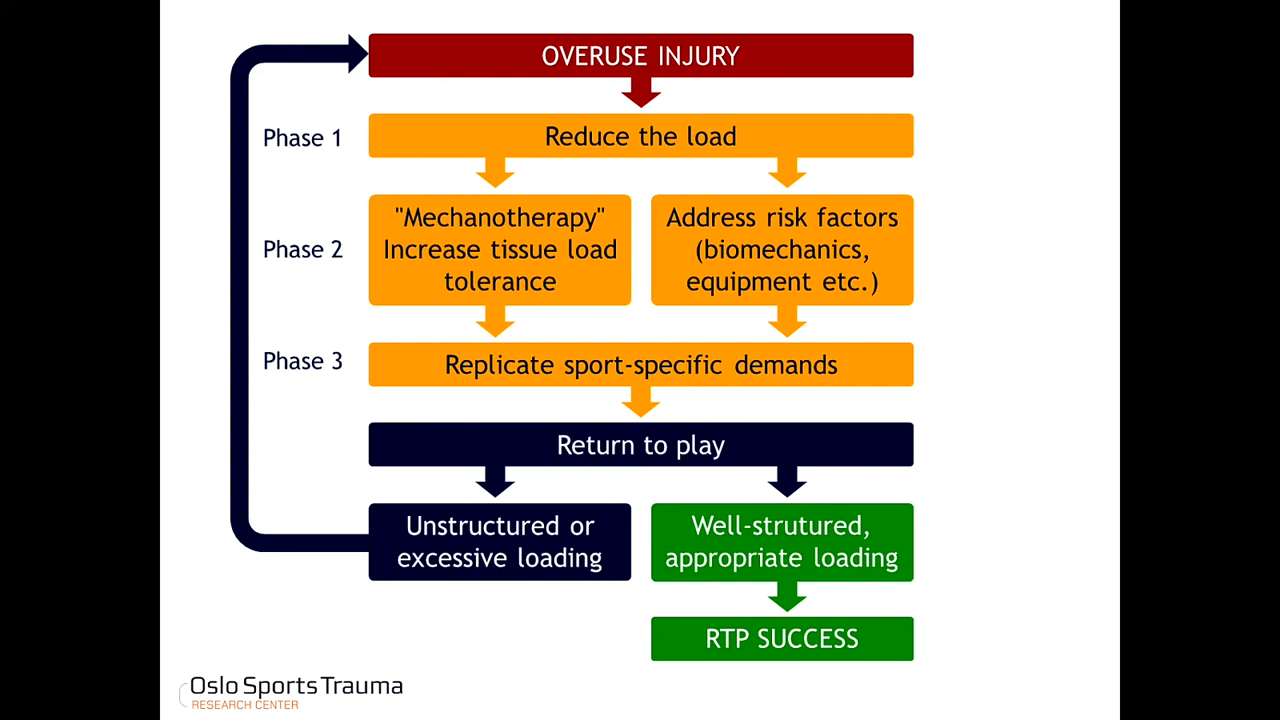 OVERUSE INJURY
Phase 1
Reduce the load
Phase 2
"Mechanotherapy"
Increase tissue load
tolerance
Address risk factors
(biomechanics,
equipment etc.)
Phase 3
Replicate sport-specific demands
Return to play
Unstructured or
excessive loading
Well-strutured,
appropriate loading
RTP SUCCESS
Oslo Sports Trauma
RESEARCH CENTER